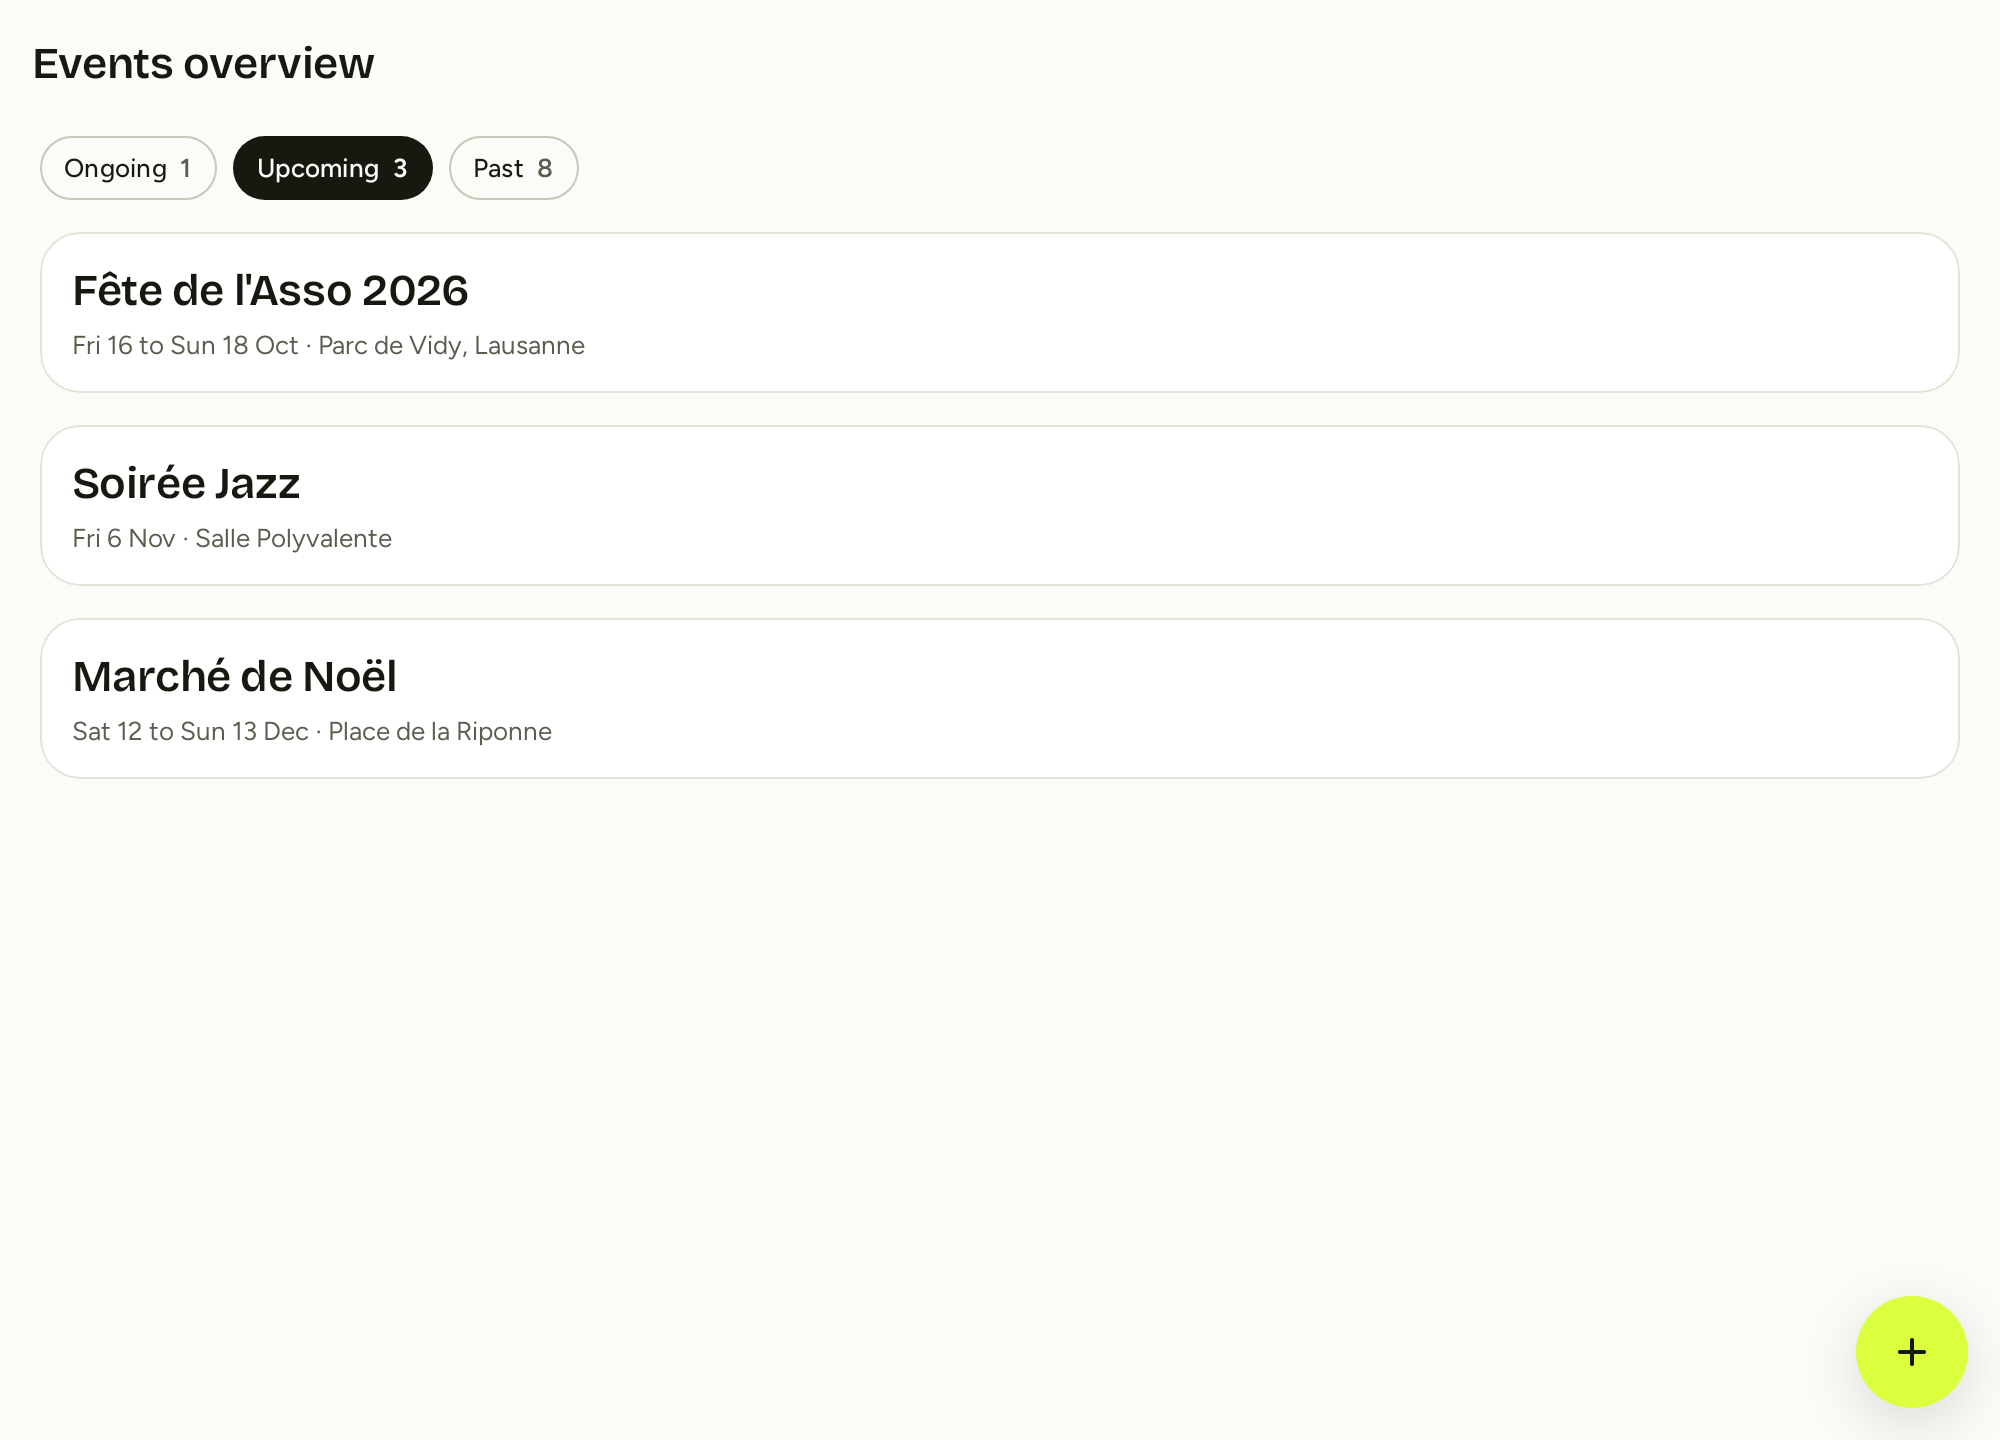 Events overview
Ongoing 1
Upcoming 3
Past 8
Fête de l'Asso 2026
Fri 16 to Sun 18 Oct · Parc de Vidy, Lausanne
Soirée Jazz
Fri 6 Nov · Salle Polyvalente
Marché de Noël
Sat 12 to Sun 13 Dec · Place de la Riponne